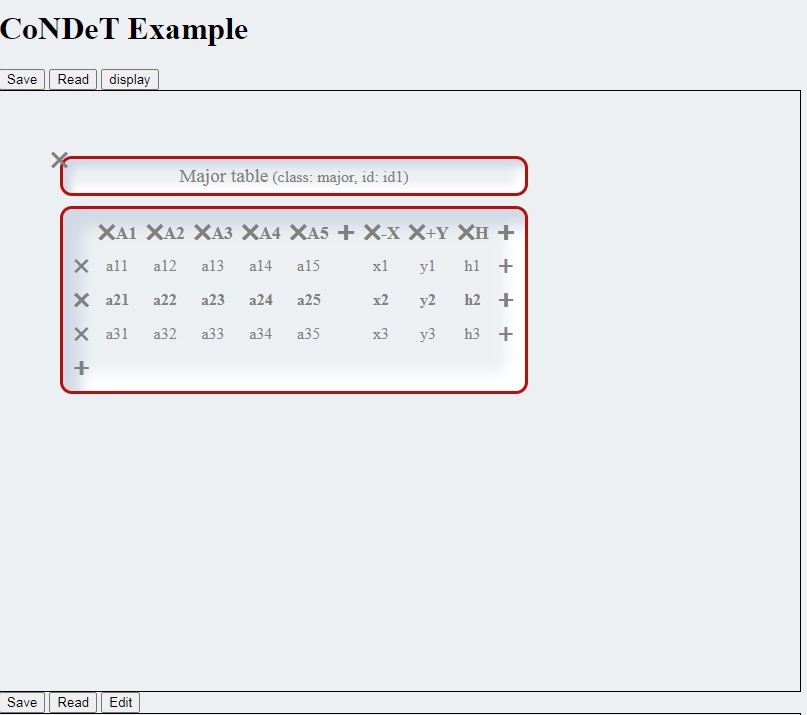 CoNDeT Example
Save Read display
Major table (class: major, id: id1)
A1 A2 A3 A4 A5 + -X +Y H +
a11 a12 a13 a14 a15 x1 y1 h1 +
a21 a22 a23 a24 a25 x2 y2 h2 +
a31 a32 a33 a34 a35 x3 y3 h3 +
+
Save Read Edit